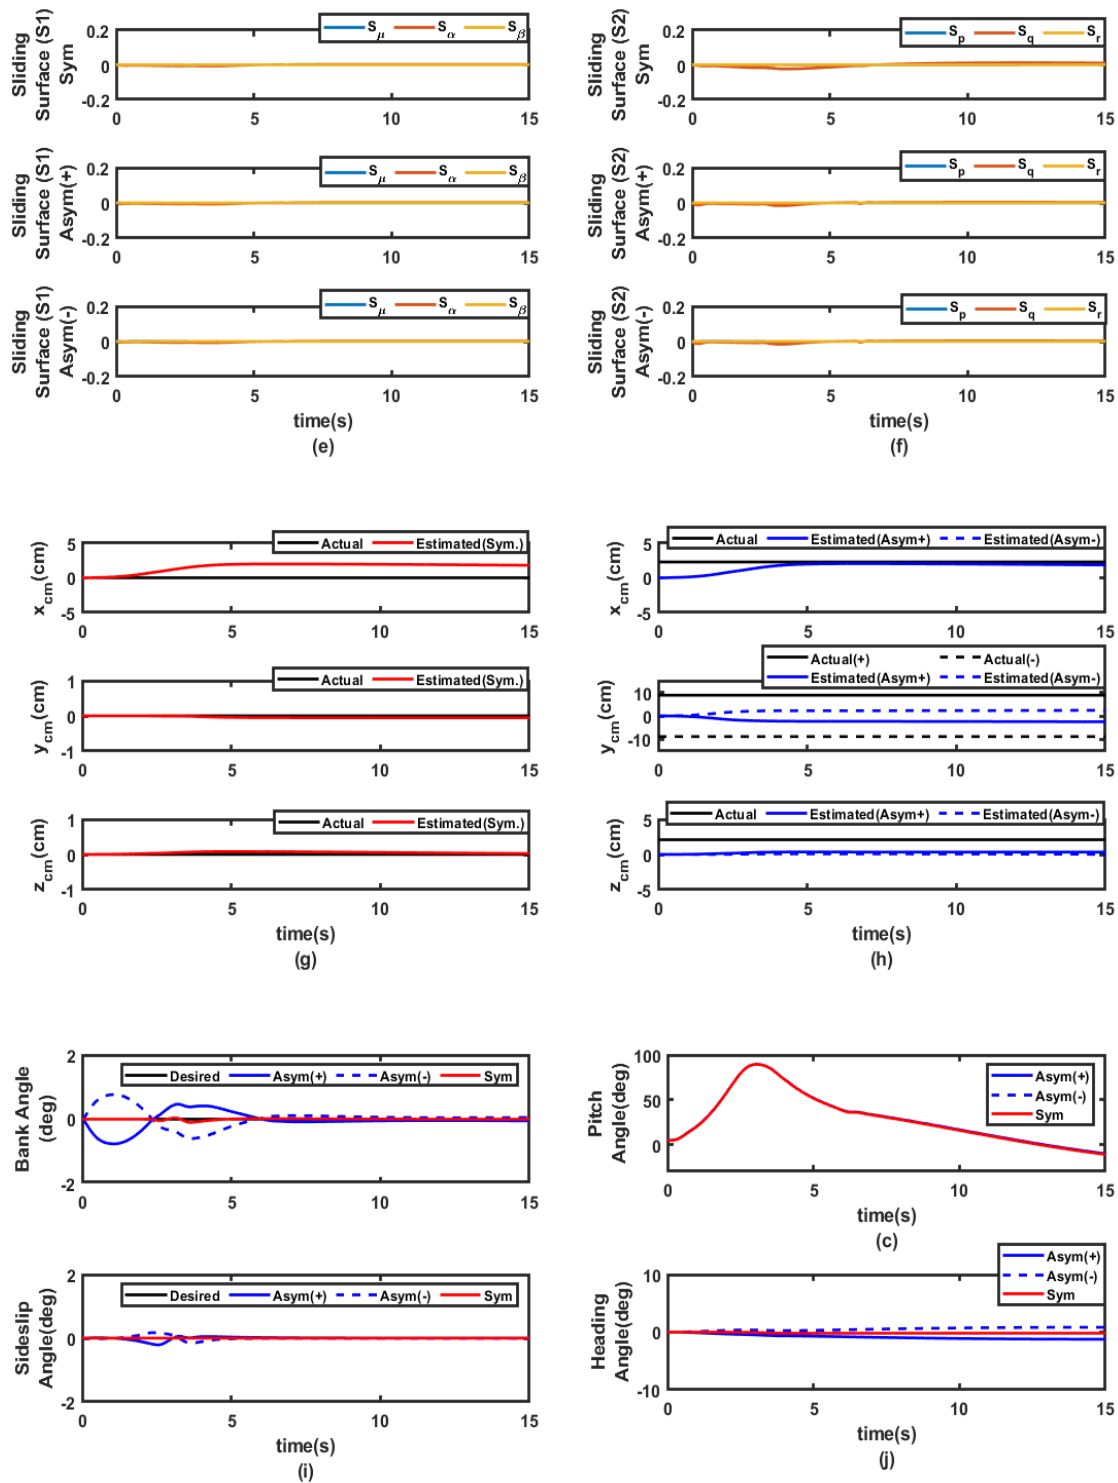 Sliding
Surface (S1)
Sym
0.2
0
-0.2
S_μ S_α S_β
0 5 10 15
Sliding
Surface (S2)
Sym
0.2
0
-0.2
S_p S_q S_r
0 5 10 15
Sliding
Surface (S1)
Asym(+)
0.2
0
-0.2
S_μ S_α S_β
0 5 10 15
Sliding
Surface (S2)
Asym(+)
0.2
0
-0.2
S_p S_q S_r
0 5 10 15
Sliding
Surface (S1)
Asym(-)
0.2
0
-0.2
S_μ S_α S_β
0 5 10 15
time(s)
(e)
Sliding
Surface (S2)
Asym(-)
0.2
0
-0.2
S_p S_q S_r
0 5 10 15
time(s)
(f)
x_cm(cm)
5
0
-5
Actual Estimated(Sym.)
0 5 10 15
y_cm(cm)
1
0
-1
Actual Estimated(Sym.)
0 5 10 15
z_cm(cm)
1
0
-1
Actual Estimated(Sym.)
0 5 10 15
time(s)
(g)
x_cm(cm)
5
0
-5
Actual Estimated(Asym+) Estimated(Asym-)
0 5 10 15
y_cm(cm)
10
0
-10
Actual(+) Actual(-)
Estimated(Asym+) Estimated(Asym-)
0 5 10 15
z_cm(cm)
5
0
-5
Actual Estimated(Asym+) Estimated(Asym-)
0 5 10 15
time(s)
(h)
Bank Angle
(deg)
2
0
-2
Desired Asym(+) Asym(-) Sym
0 5 10 15
Pitch
Angle(deg)
100
50
0
Asym(+)
Asym(-)
Sym
0 5 10 15
time(s)
(c)
Sideslip
Angle(deg)
2
0
-2
Desired Asym(+) Asym(-) Sym
0 5 10 15
time(s)
(i)
Heading
Angle(deg)
10
0
-10
Asym(+)
Asym(-)
Sym
0 5 10 15
time(s)
(j)